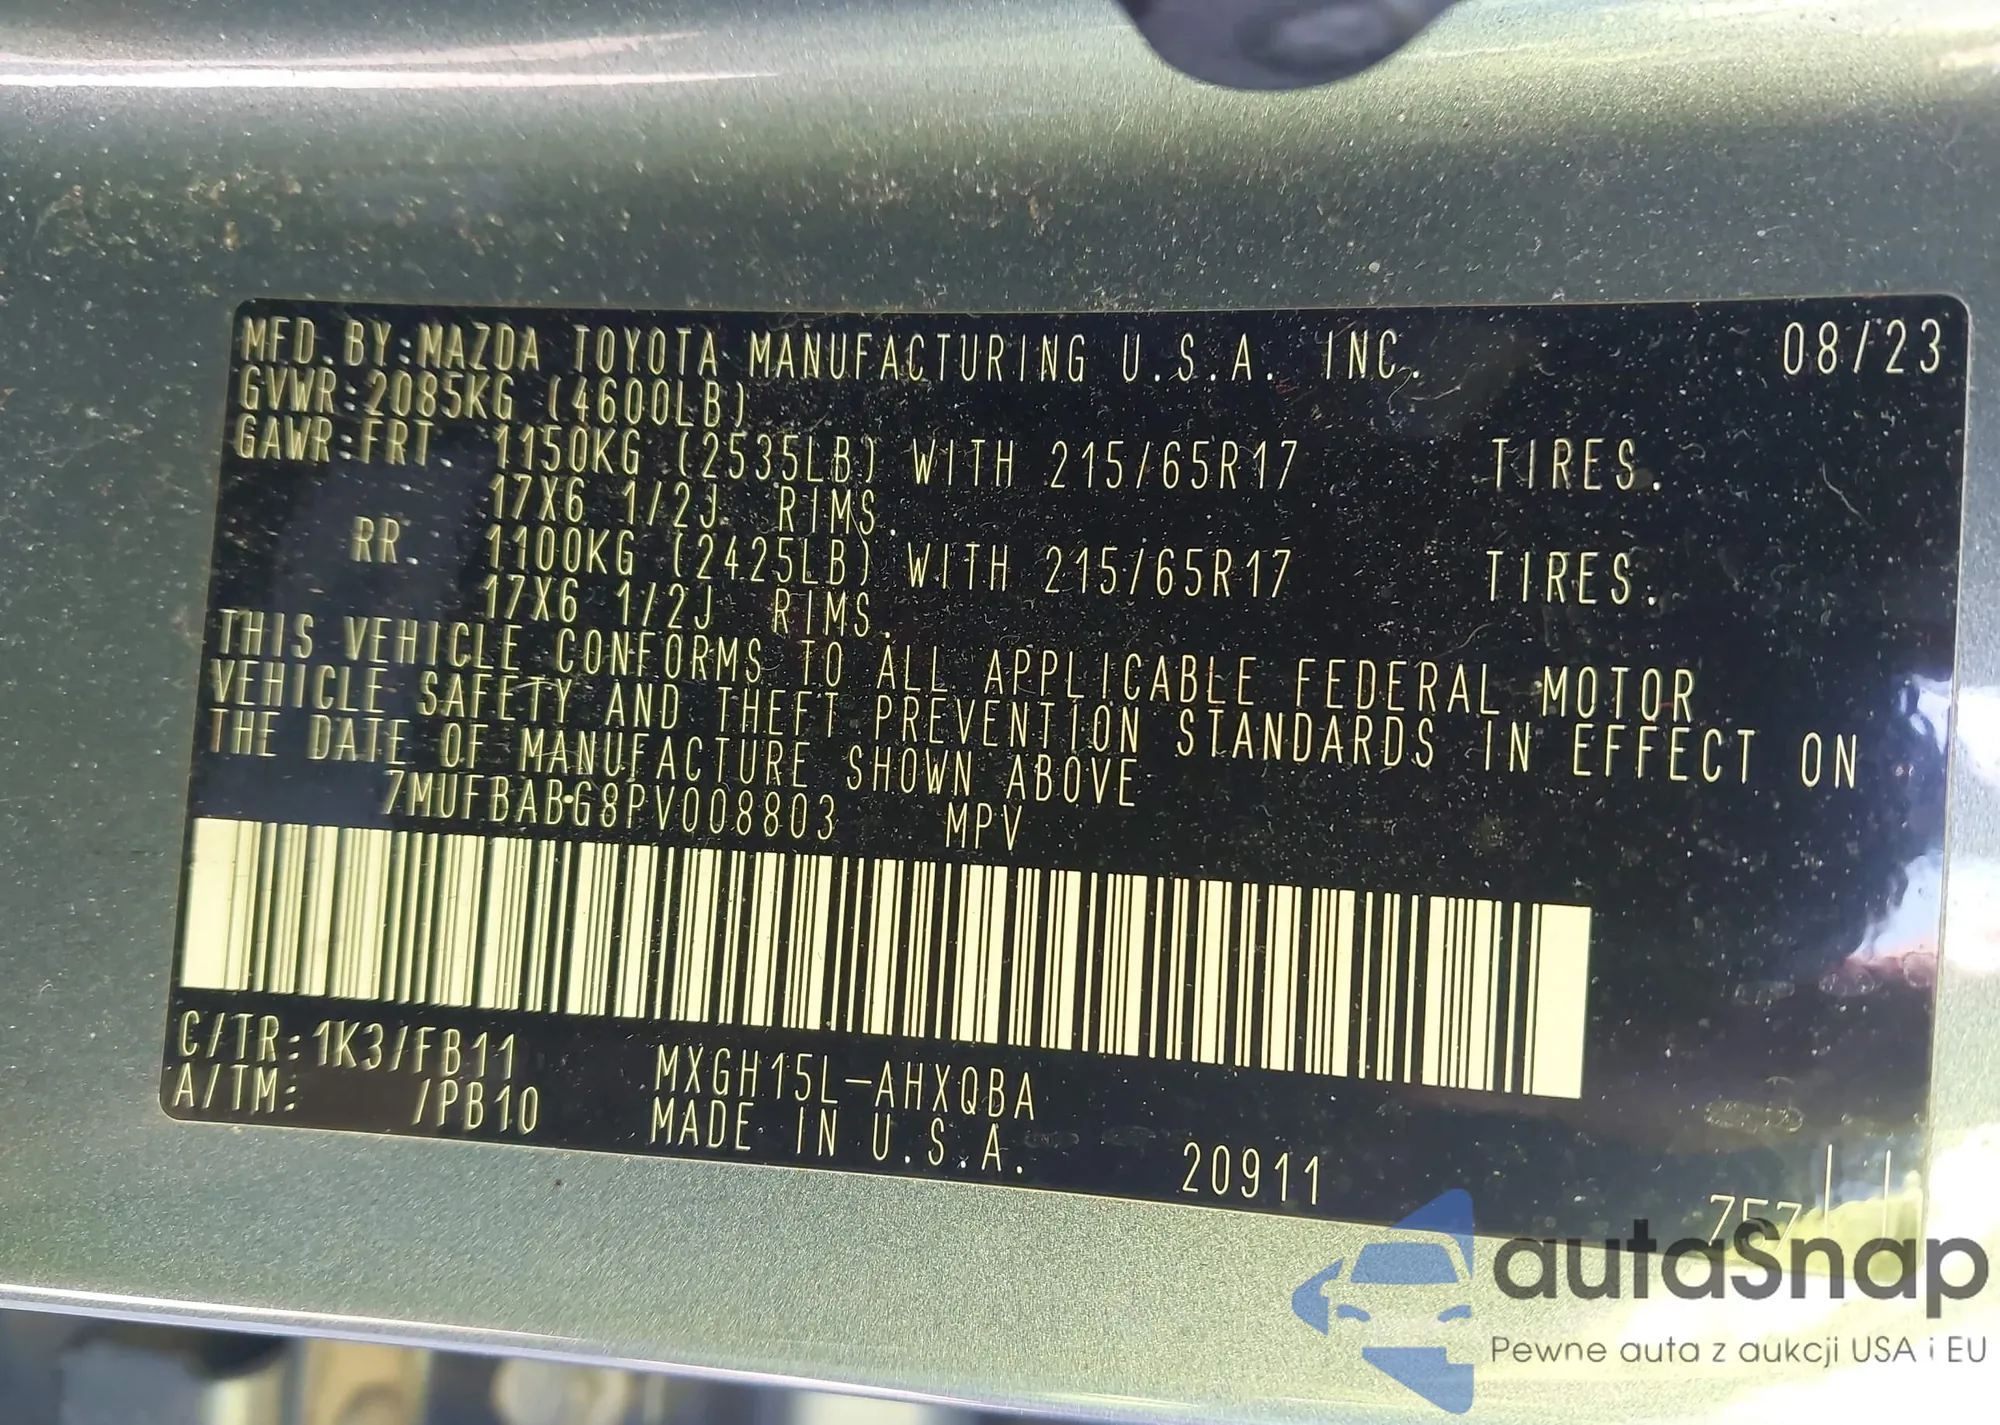 MFD.BY:MAZDA TOYOTA MANUFACTURING U.S.A. INC. 08/23
GVWR:2085KG (4600LB)
GAWR:FRT. 1150KG (2535LB) WITH 215/65R17 TIRES.
17X6 1/2J RIMS.
RR 1100KG (2425LB) WITH 215/65R17 TIRES.
17X6 1/2J RIMS.
THIS VEHICLE CONFORMS TO ALL APPLICABLE FEDERAL MOTOR
VEHICLE SAFETY AND THEFT PREVENTION STANDARDS IN EFFECT ON
THE DATE OF MANUFACTURE SHOWN ABOVE
7MUFBABG8PV008803 MPV
C/TR:1K3/FB11 MXGH15L-AHXQBA
A/TM: /PB10 MADE IN U.S.A. 20911
autaSnap
Pewne auta z aukcji USA i EU